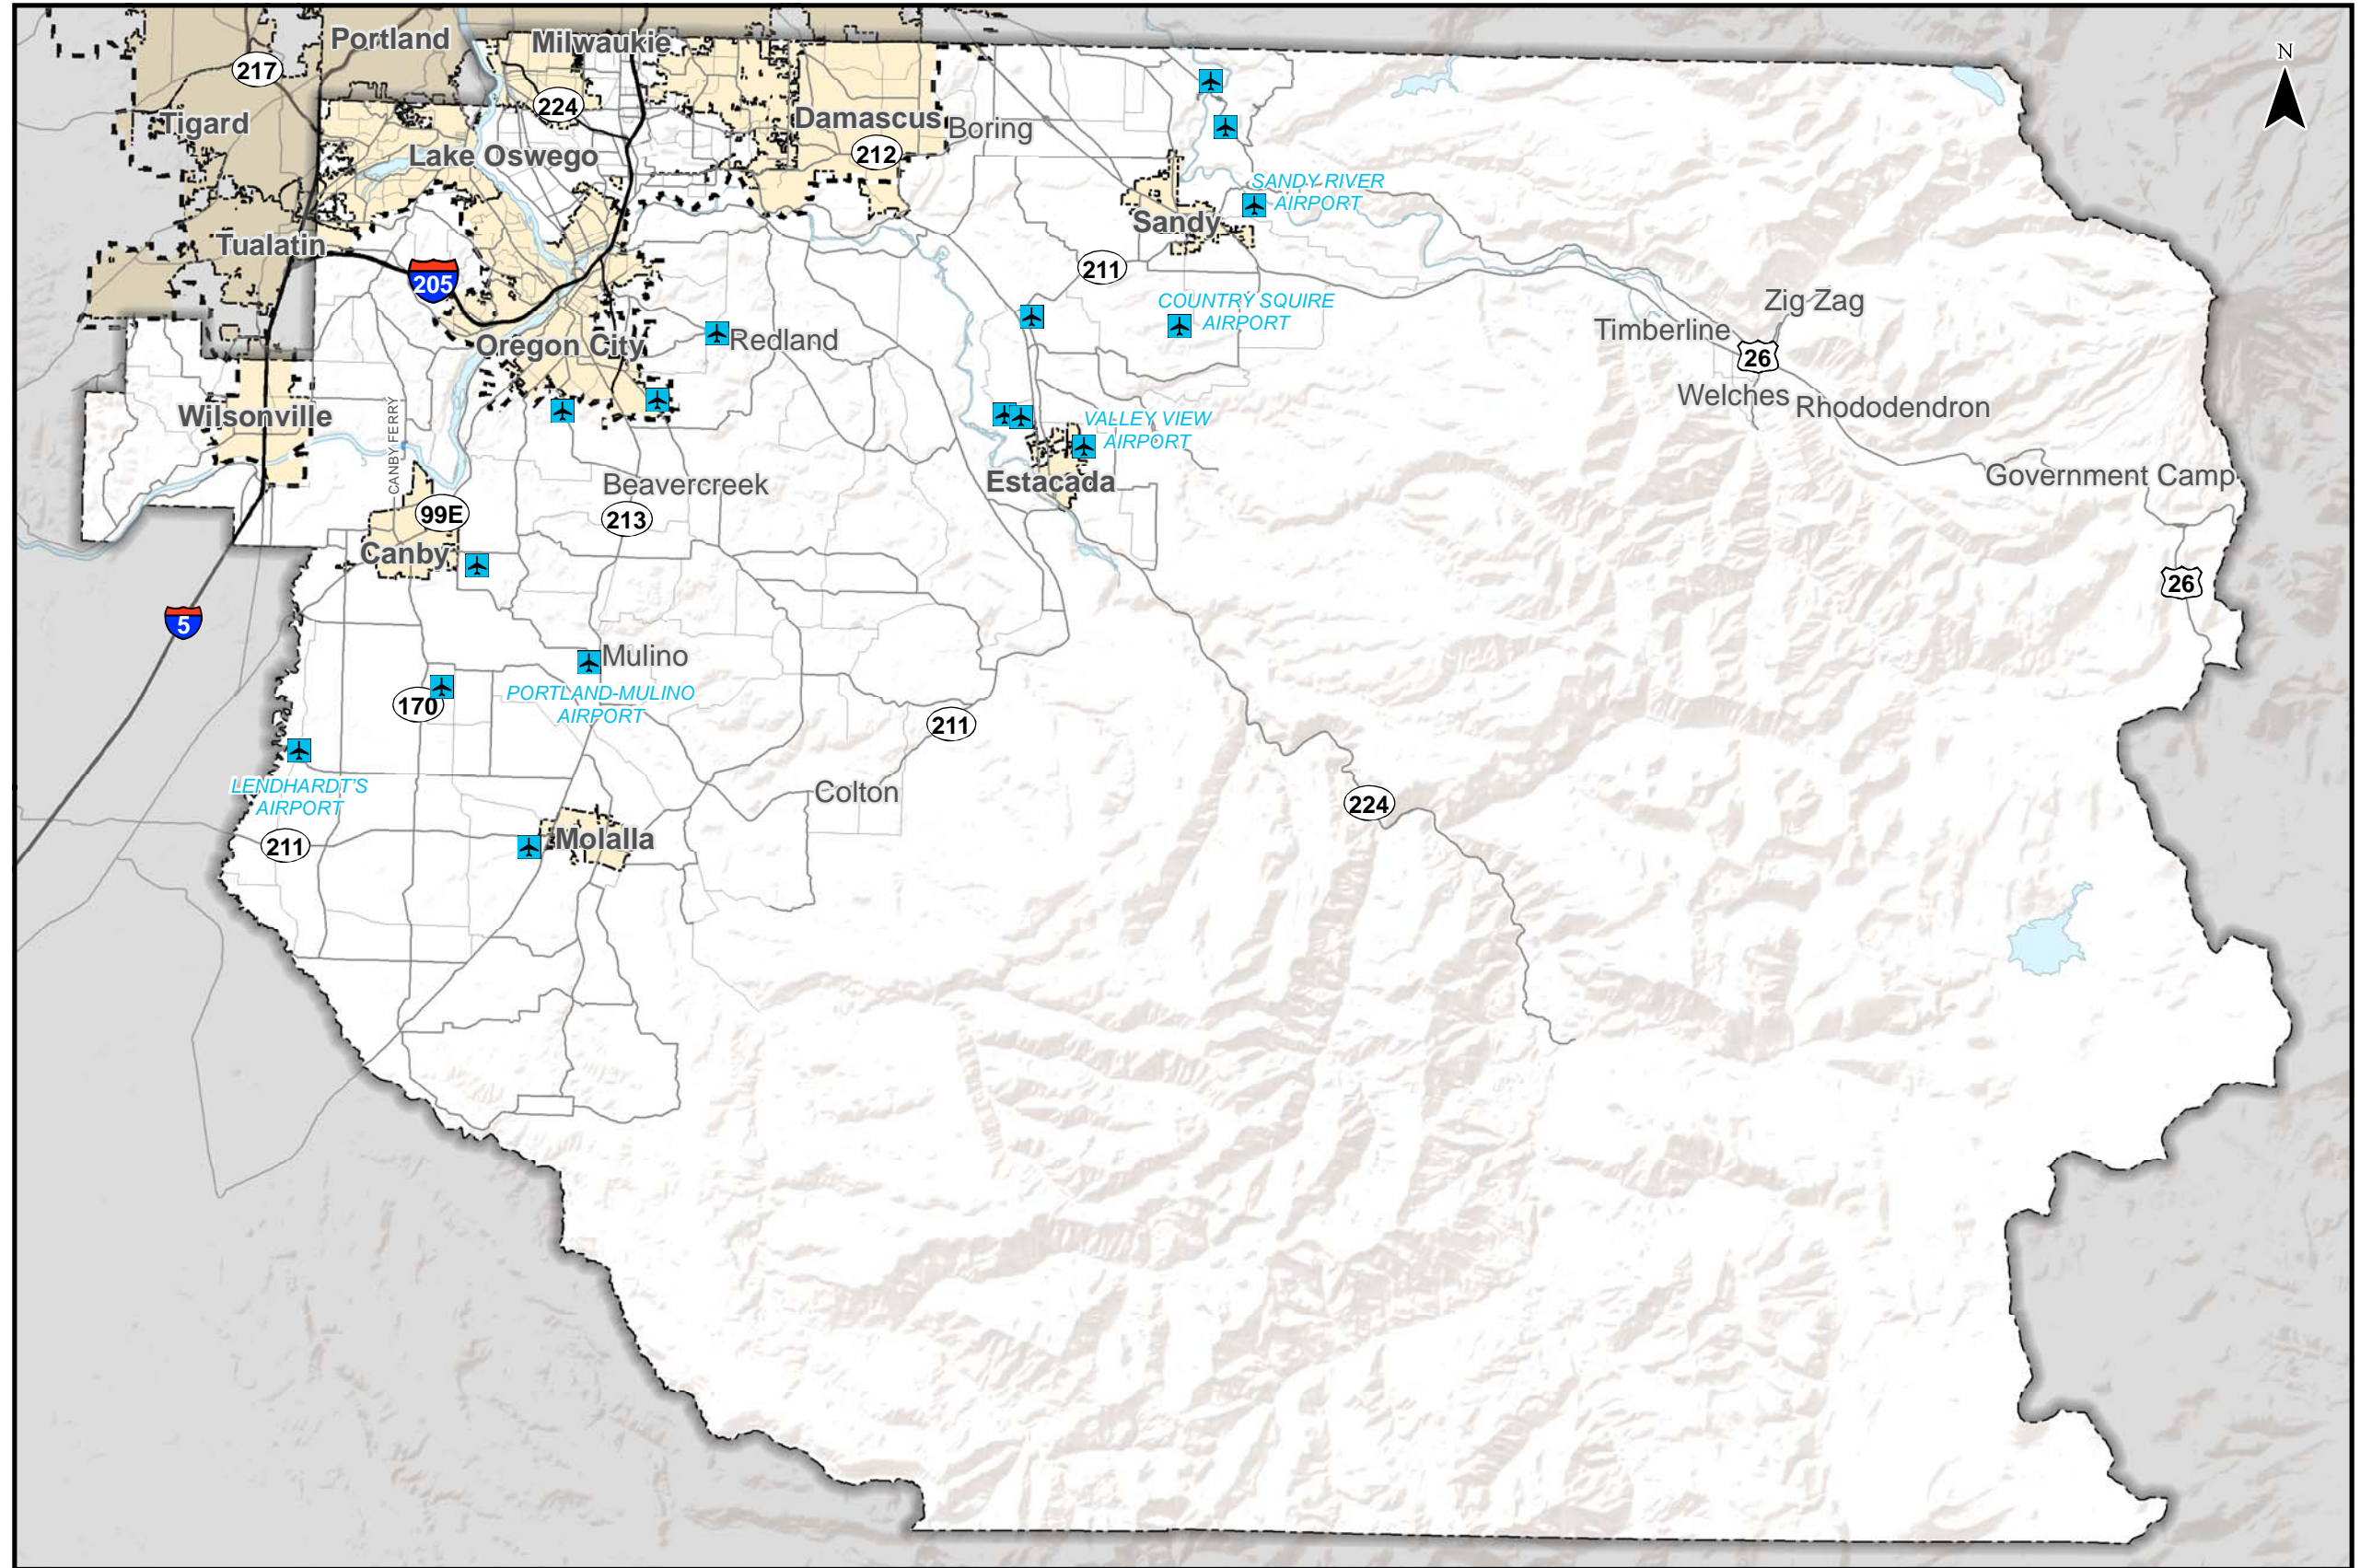 Portland
Milwaukie
N
217
224
Tigard
Damascus
Boring
Lake Oswego
212
SANDY RIVER
AIRPORT
Sandy
Tualatin
205
211
COUNTRY SQUIRE
AIRPORT
Zig Zag
Timberline
Oregon City
Redland
26
Welches
Rhododendron
Wilsonville
CANBY FERRY
VALLEY VIEW
AIRPORT
Estacada
Government Camp
Beavercreek
99E
213
Canby
26
5
Mulino
170
PORTLAND-MULINO
AIRPORT
211
LENDHARDT'S
AIRPORT
Colton
224
211
Molalla